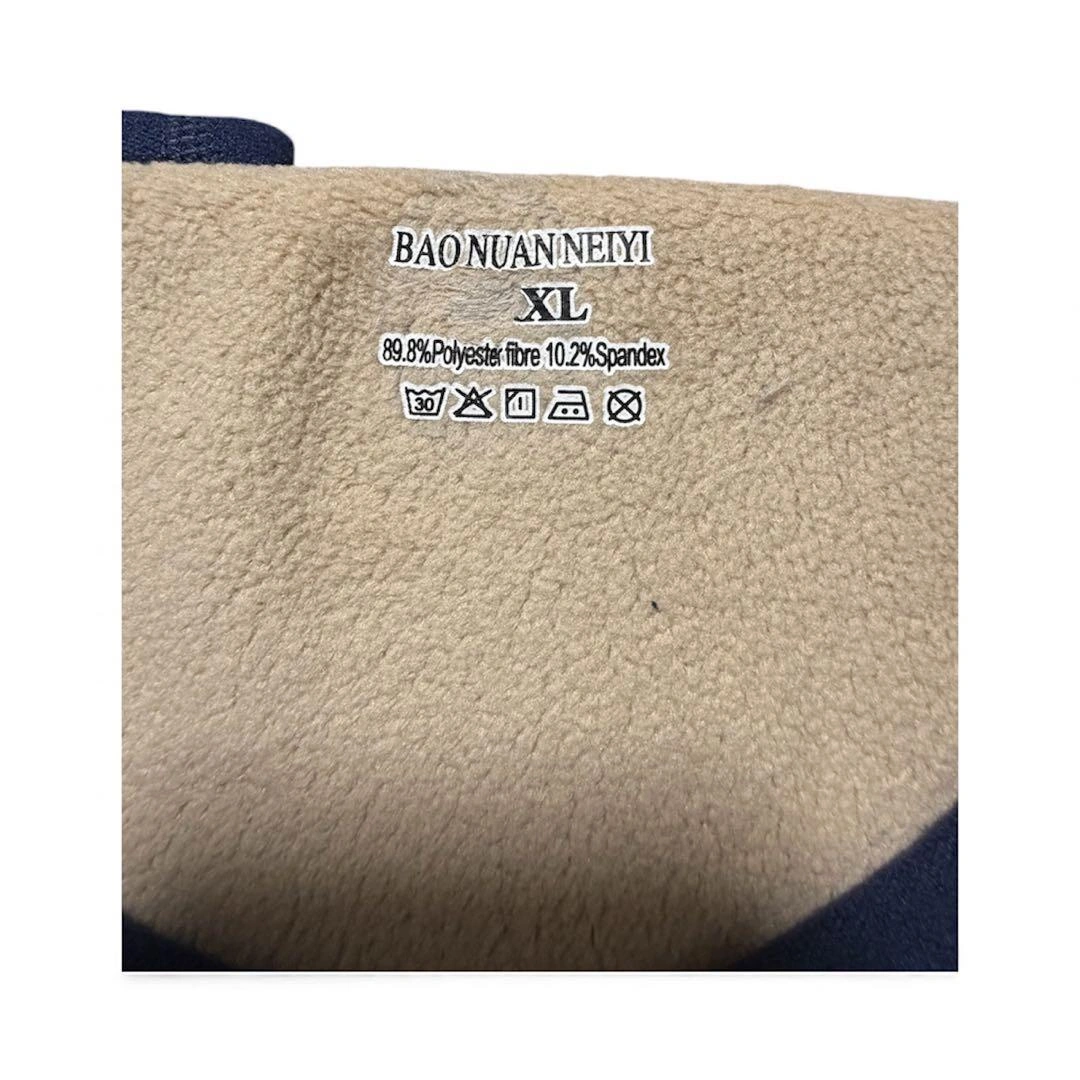 BAO NUAN NEIYI
XL
89.8%Polyester fibre 10.2%Spandex
30